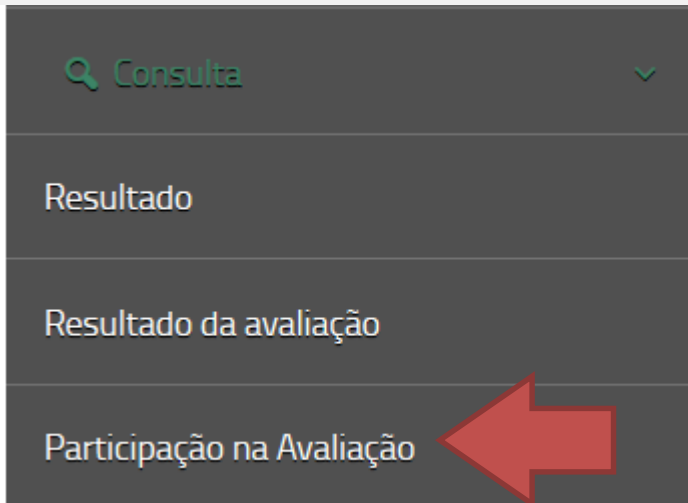 Consulta
Resultado
Resultado da avaliação
Participação na Avaliação